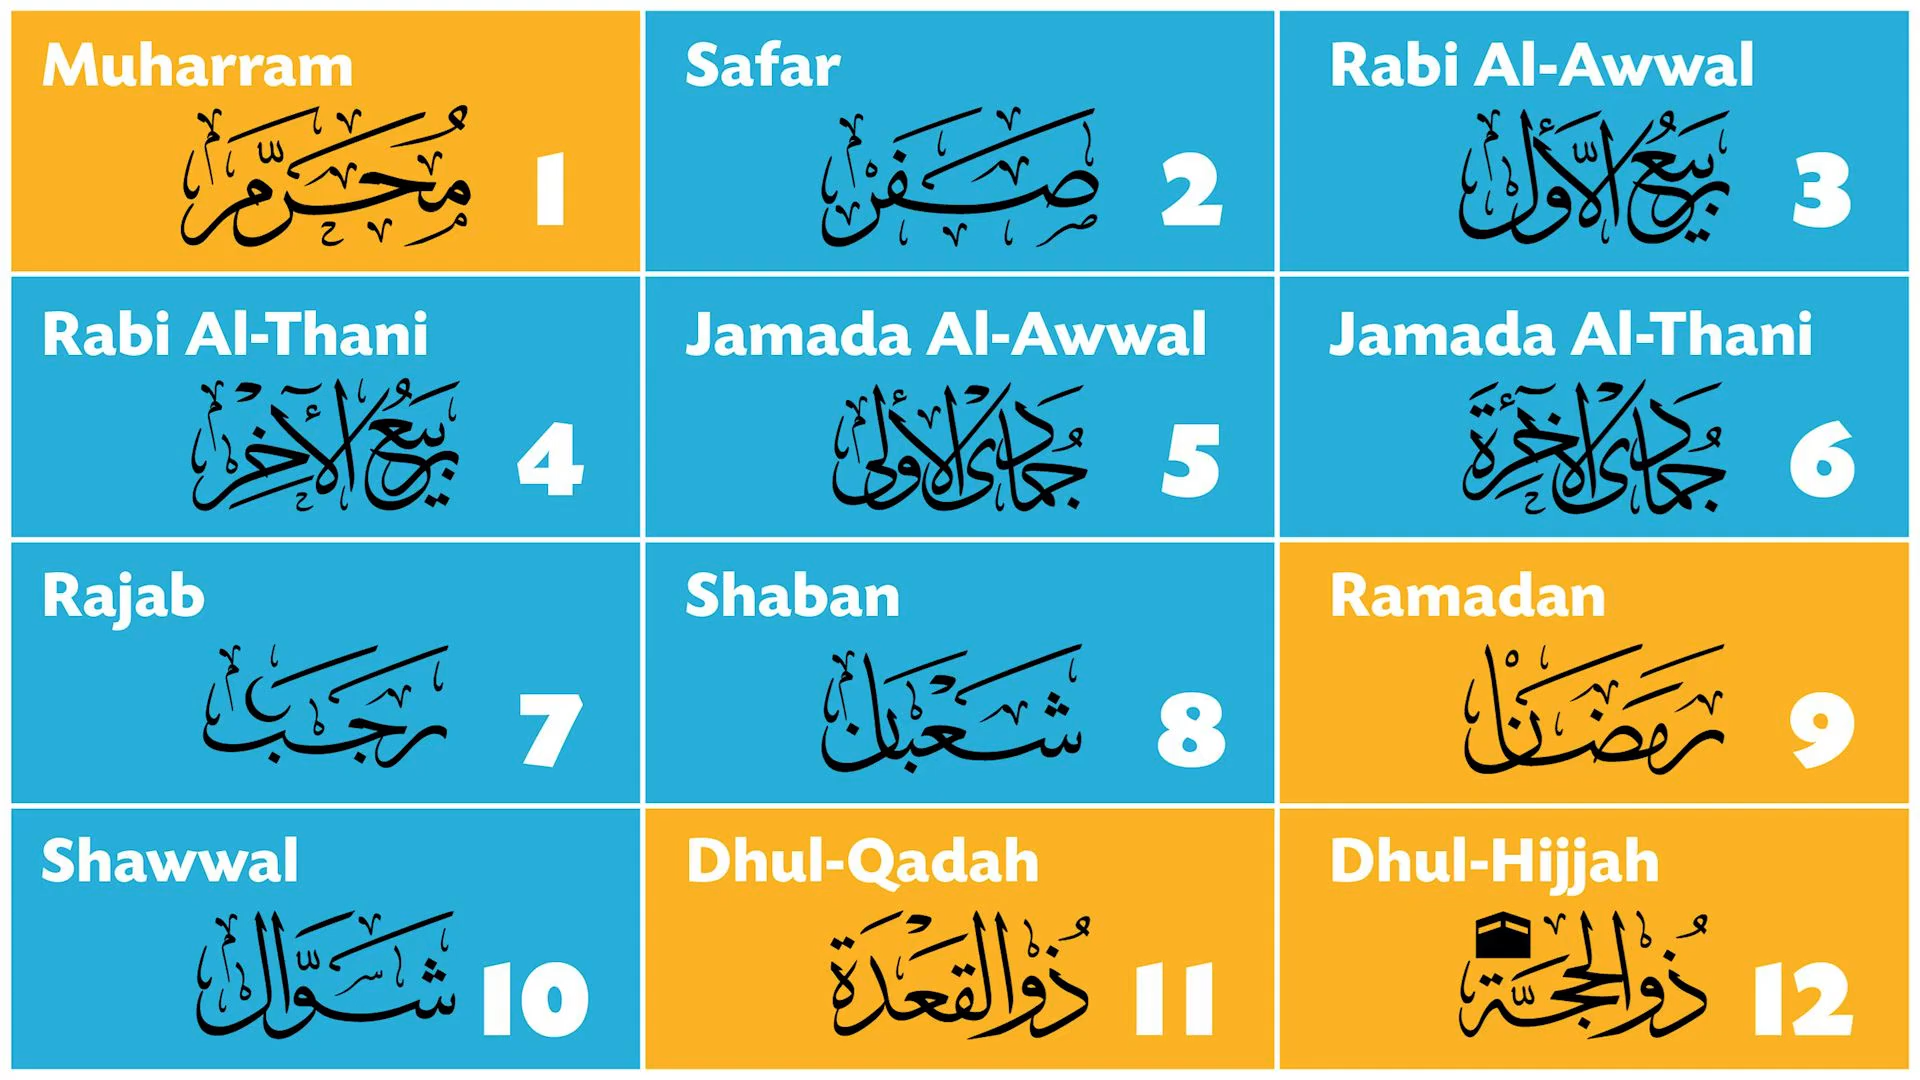 Muharram
مُحَرَّم
1
Safar
صَفَر
2
Rabi Al-Awwal
رَبِيعُ الأَوَّل
3
Rabi Al-Thani
رَبِيعُ الآخِر
4
Jamada Al-Awwal
جُمَادَى الأُولَى
5
Jamada Al-Thani
جُمَادَى الآخِرَة
6
Rajab
رَجَب
7
Shaban
شَعْبَان
8
Ramadan
رَمَضَان
9
Shawwal
شَوَّال
10
Dhul-Qadah
ذُو القَعْدَة
11
Dhul-Hijjah
ذُو الحِجَّة
12